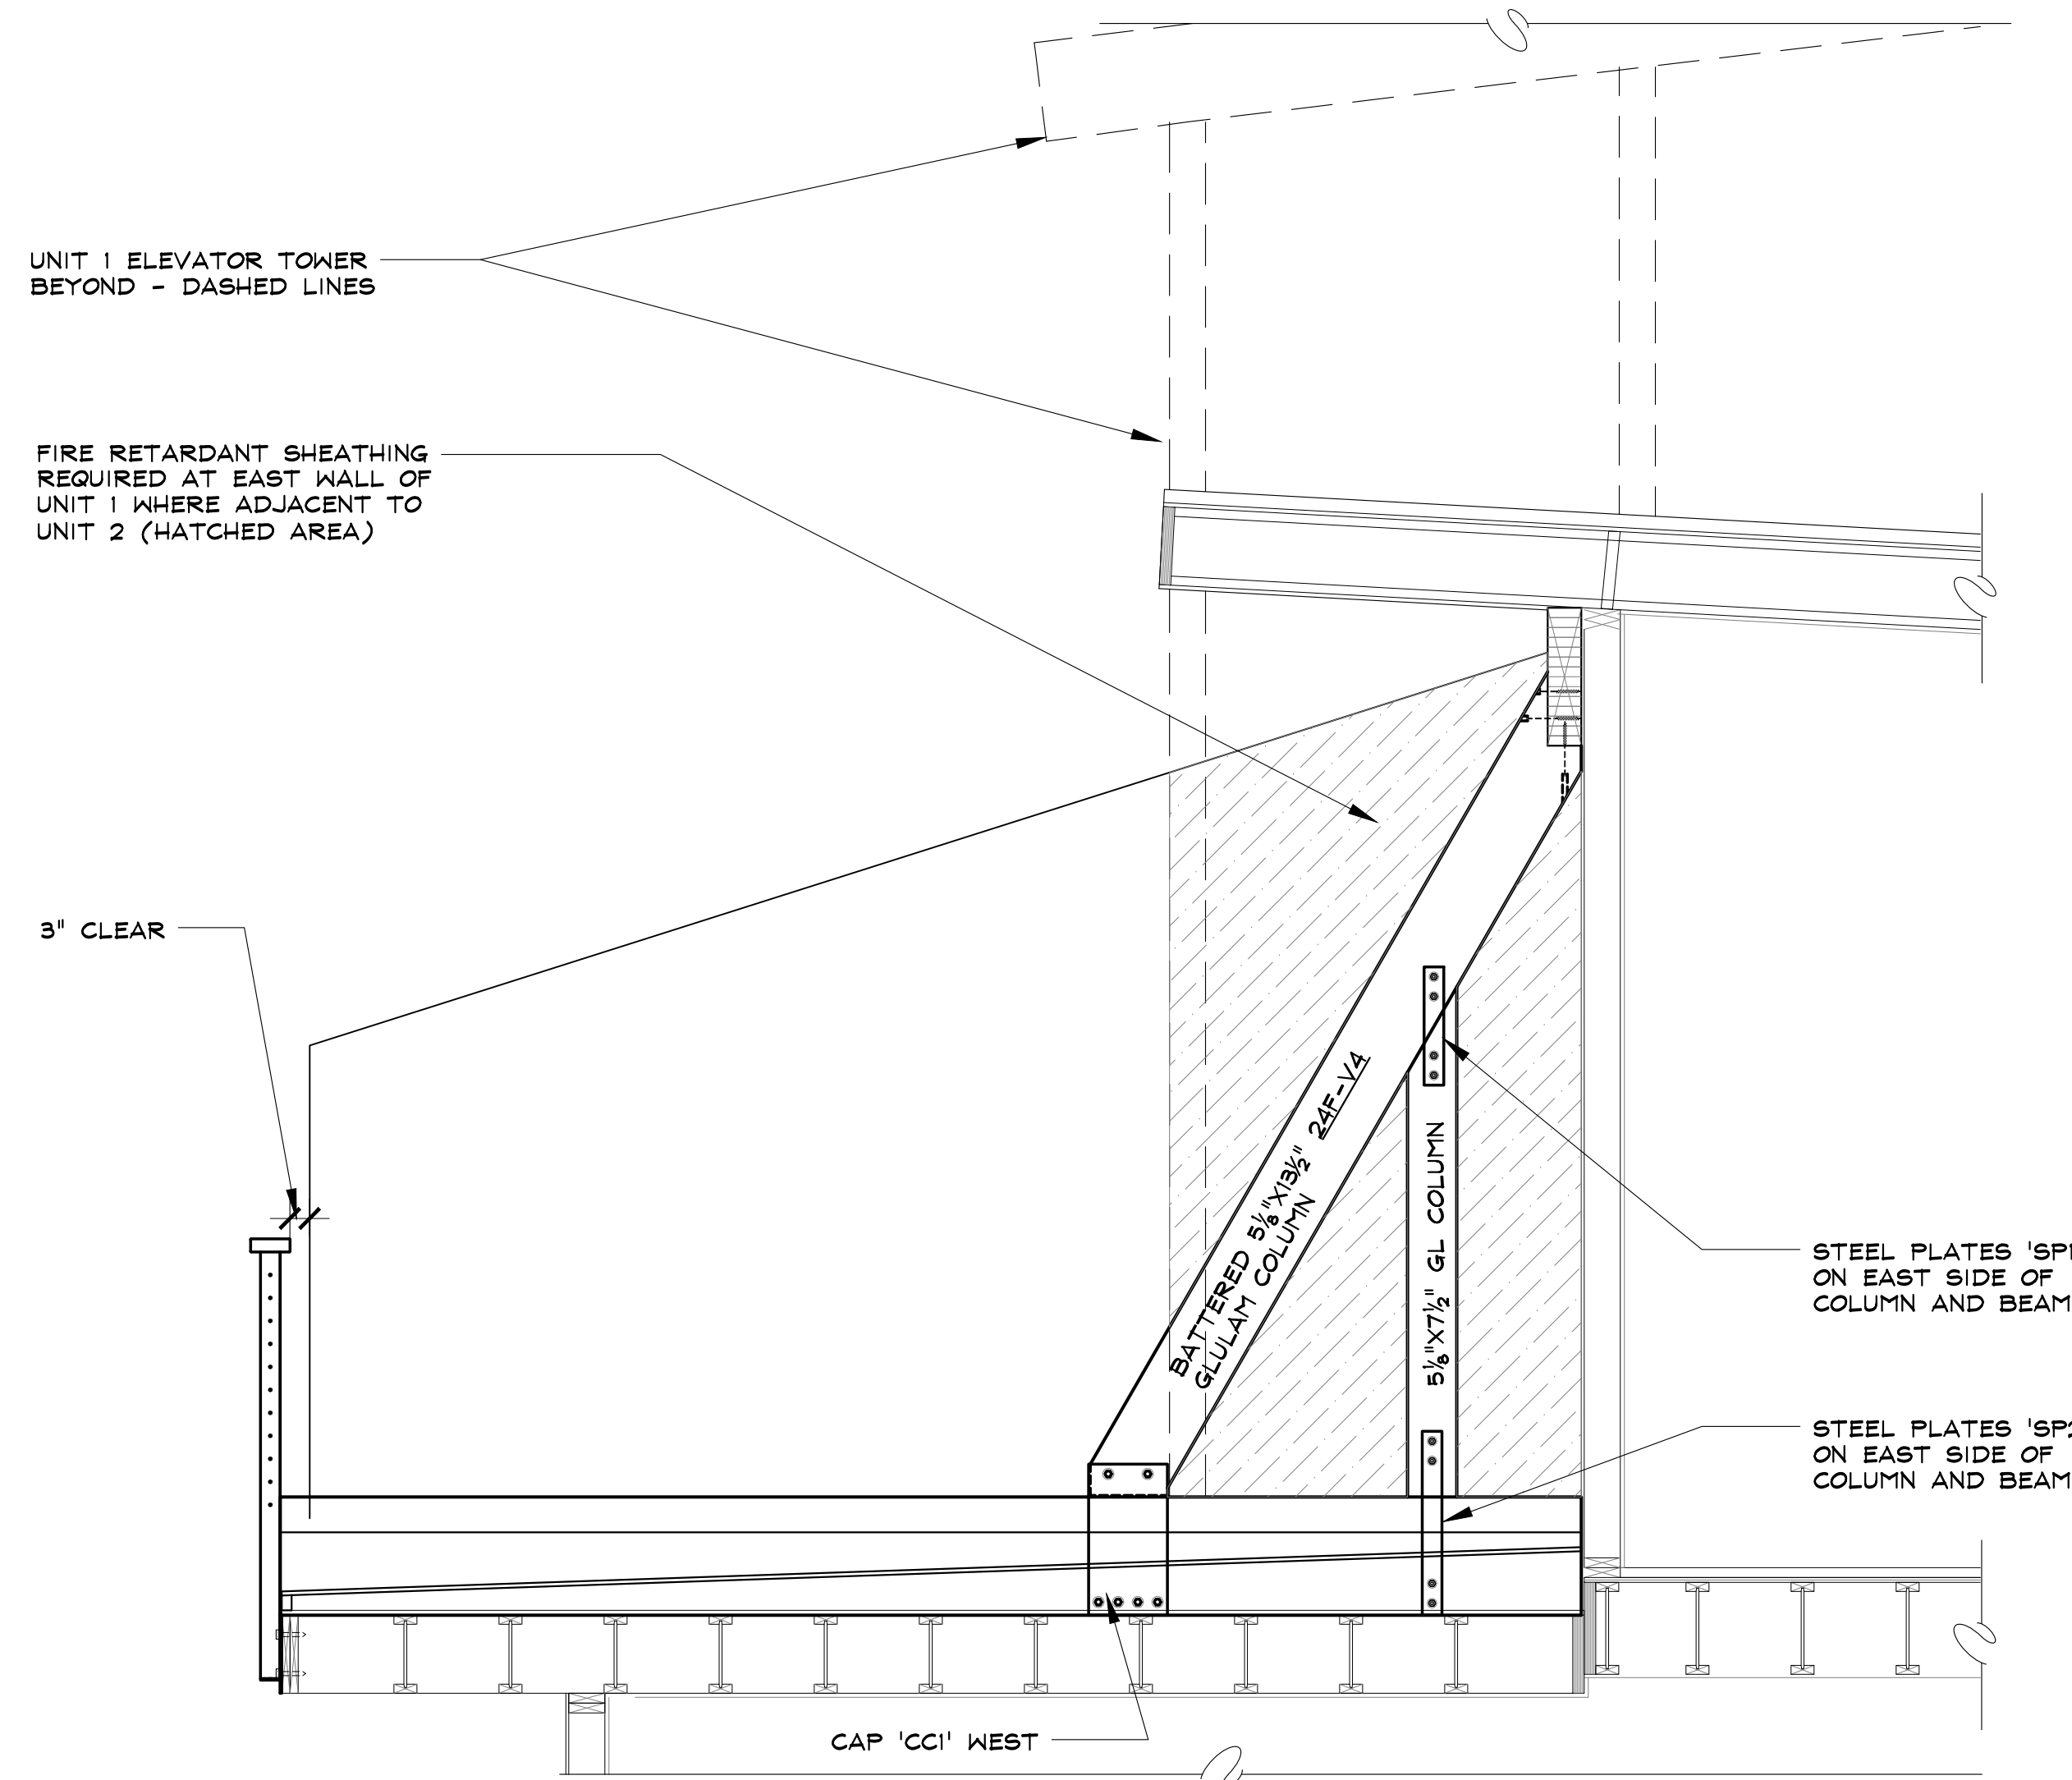 UNIT 1 ELEVATOR TOWER
BEYOND - DASHED LINES
FIRE RETARDANT SHEATHING
REQUIRED AT EAST WALL OF
UNIT 1 WHERE ADJACENT TO
UNIT 2 (HATCHED AREA)
3" CLEAR
BATTERED 5⅛"X13½" 24F-V4
GLULAM COLUMN
5⅛"X7½" GL COLUMN
STEEL PLATES
ON EAST SIDE OF
COLUMN AND BEAM
STEEL PLATES
ON EAST SIDE OF
COLUMN AND BEAM
CAP 'CC1' WEST